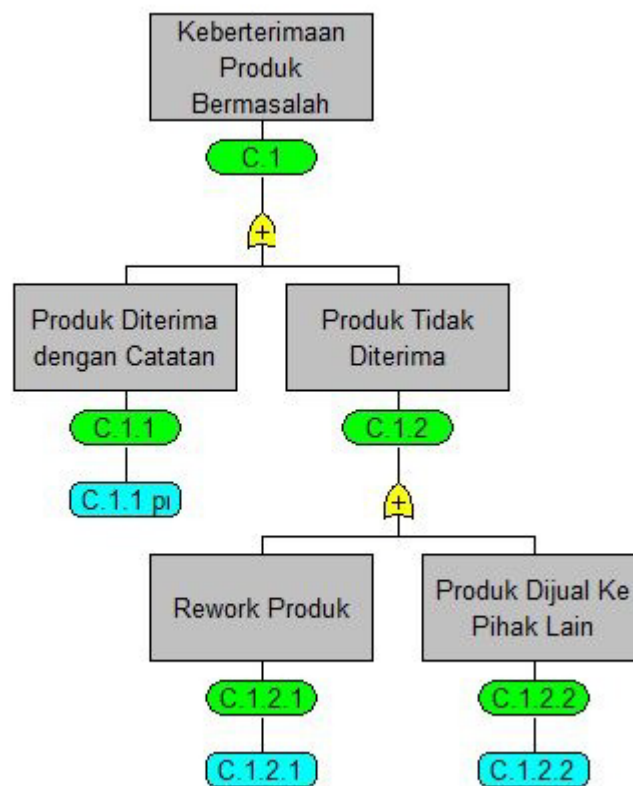 Keberterimaan
Produk
Bermasalah
C.1
+
Produk Diterima
dengan Catatan
Produk Tidak
Diterima
C.1.1
C.1.2
C.1.1 pı
+
Rework Produk
Produk Dijual Ke
Pihak Lain
C.1.2.1
C.1.2.2
C.1.2.1
C.1.2.2